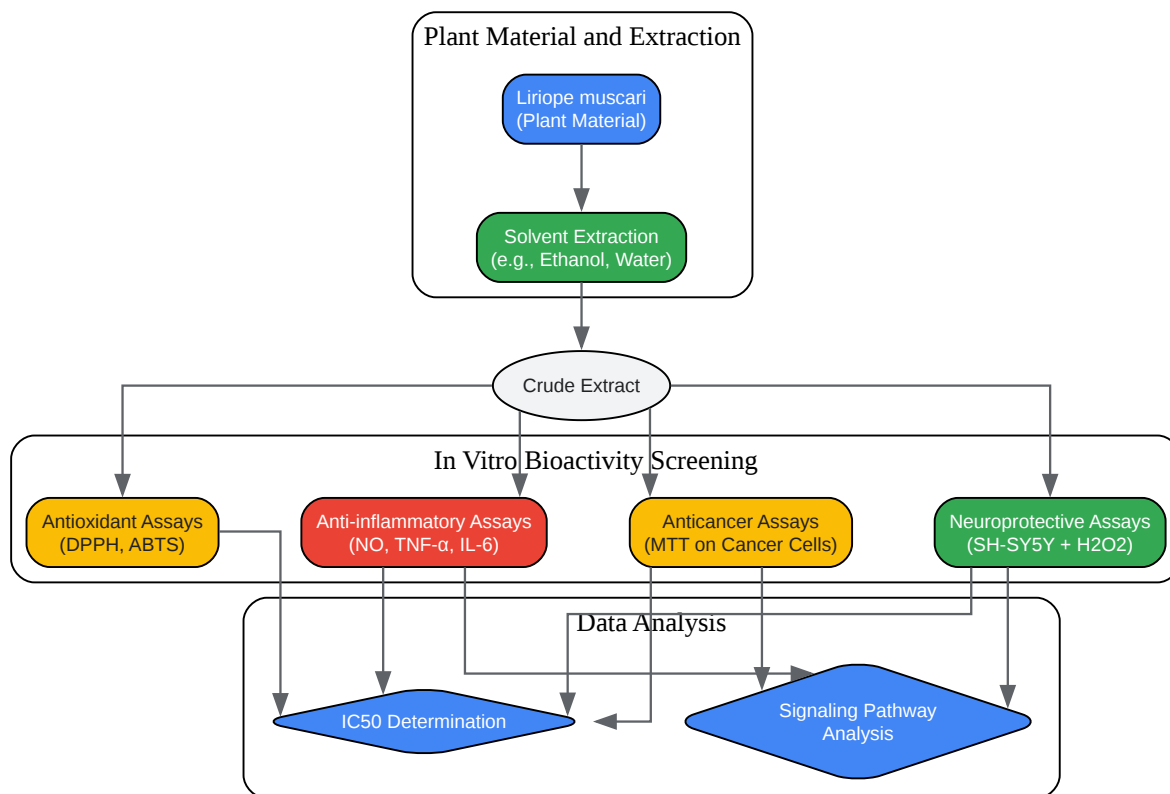 Plant Material and Extraction
Liriope muscari
(Plant Material)
Solvent Extraction
(e.g., Ethanol, Water)
Crude Extract
In Vitro Bioactivity Screening
Antioxidant Assays
(DPPH, ABTS)
Anti-inflammatory Assays
(NO, TNF-α, IL-6)
Anticancer Assays
(MTT on Cancer Cells)
Neuroprotective Assays
(SH-SY5Y + H2O2)
Data Analysis
IC50 Determination
Signaling Pathway
Analysis